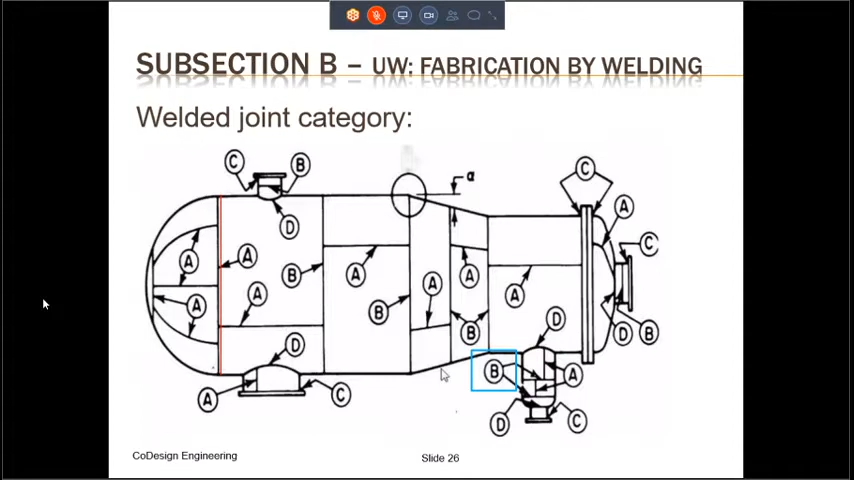 SUBSECTION B – UW: FABRICATION BY WELDING
Welded joint category:
C B α C
D A
A A C
B A A A
A A B A
B D D B
D B A
A C D C
CoDesign Engineering Slide 26